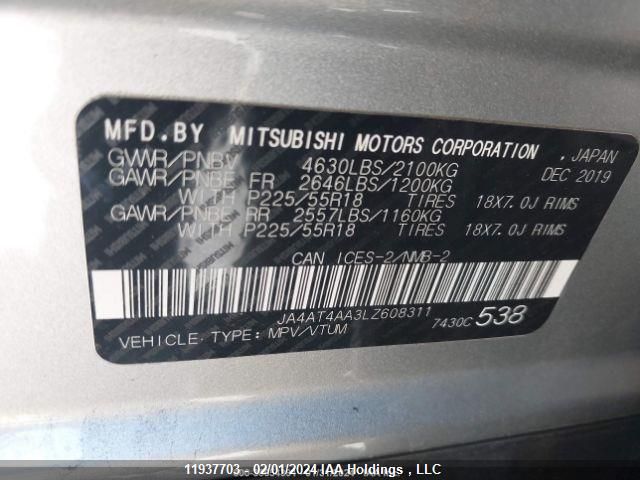 MFD.BY MITSUBISHI MOTORS CORPORATION , JAPAN
GVWR/PNBV 4630LBS/2100KG DEC 2019
GAWR/PNBE FR 2646LBS/1200KG
WITH P225/55R18 TIRES 18X7.0J RIMS
GAWR/PNBE RR 2557LBS/1160KG
WITH P225/55R18 TIRES 18X7.0J RIMS
CAN ICES-2/NMB-2
JA4AT4AA3LZ608311
VEHICLE TYPE: MPV/VTUM 7430C 538
11937703 - 02/01/2024 IAA Holdings , LLC